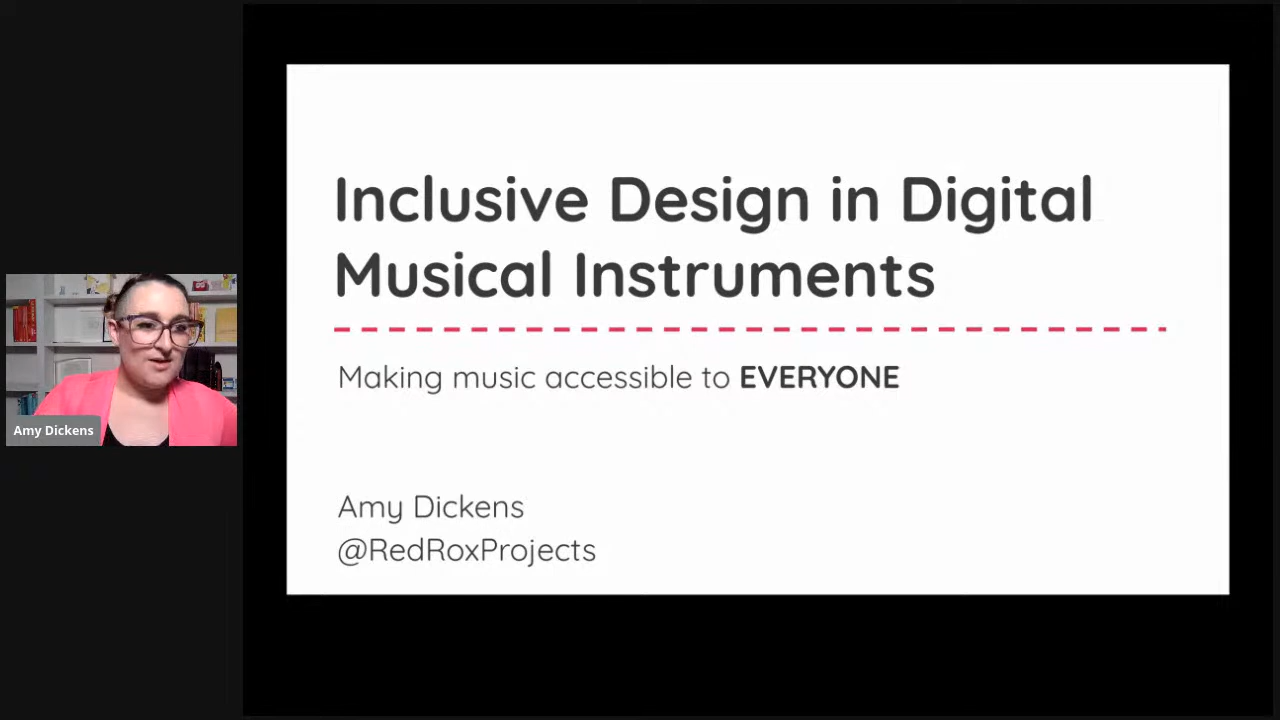 Inclusive Design in Digital
Musical Instruments
Making music accessible to EVERYONE
Amy Dickens
@RedRoxProjects
Amy Dickens